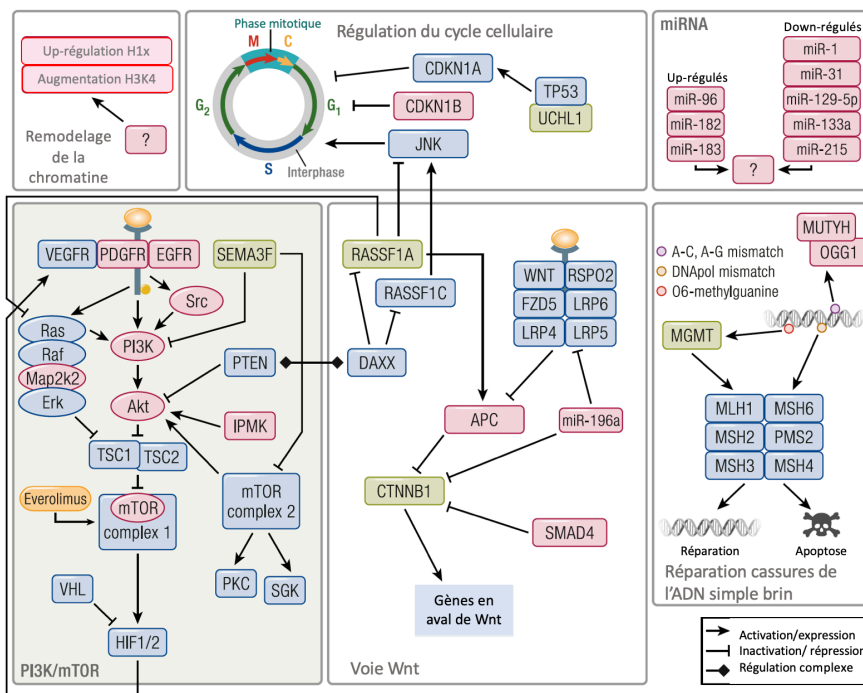 Up-régulation H1x
Augmentation H3K4
?
Remodelage
de la
chromatine
Régulation du cycle cellulaire
Phase mitotique
M
C
G2
G1
S
Interphase
CDKN1A
TP53
UCHL1
CDKN1B
JNK
miRNA
Up-régulés
miR-96
miR-182
miR-183
Down-régulés
miR-1
miR-31
miR-129-5p
miR-133a
miR-215
?
VEGFR
PDGFR
EGFR
SEMA3F
Src
Ras
Raf
Map2k2
Erk
PI3K
Akt
PTEN
IPMK
TSC1
TSC2
Everolimus
mTOR
complex 1
mTOR
complex 2
PKC
SGK
VHL
HIF1/2
PI3K/mTOR
RASSF1A
RASSF1C
DAXX
WNT
RSPO2
FZD5
LRP6
LRP4
LRP5
APC
miR-196a
CTNNB1
SMAD4
Gènes en
aval de Wnt
Voie Wnt
MUTYH
OGG1
A-C, A-G mismatch
DNApol mismatch
O6-methylguanine
MGMT
MLH1
MSH6
MSH2
PMS2
MSH3
MSH4
Réparation
Apoptose
Réparation cassures de
l'ADN simple brin
Activation/expression
Inactivation/ répression
Régulation complexe